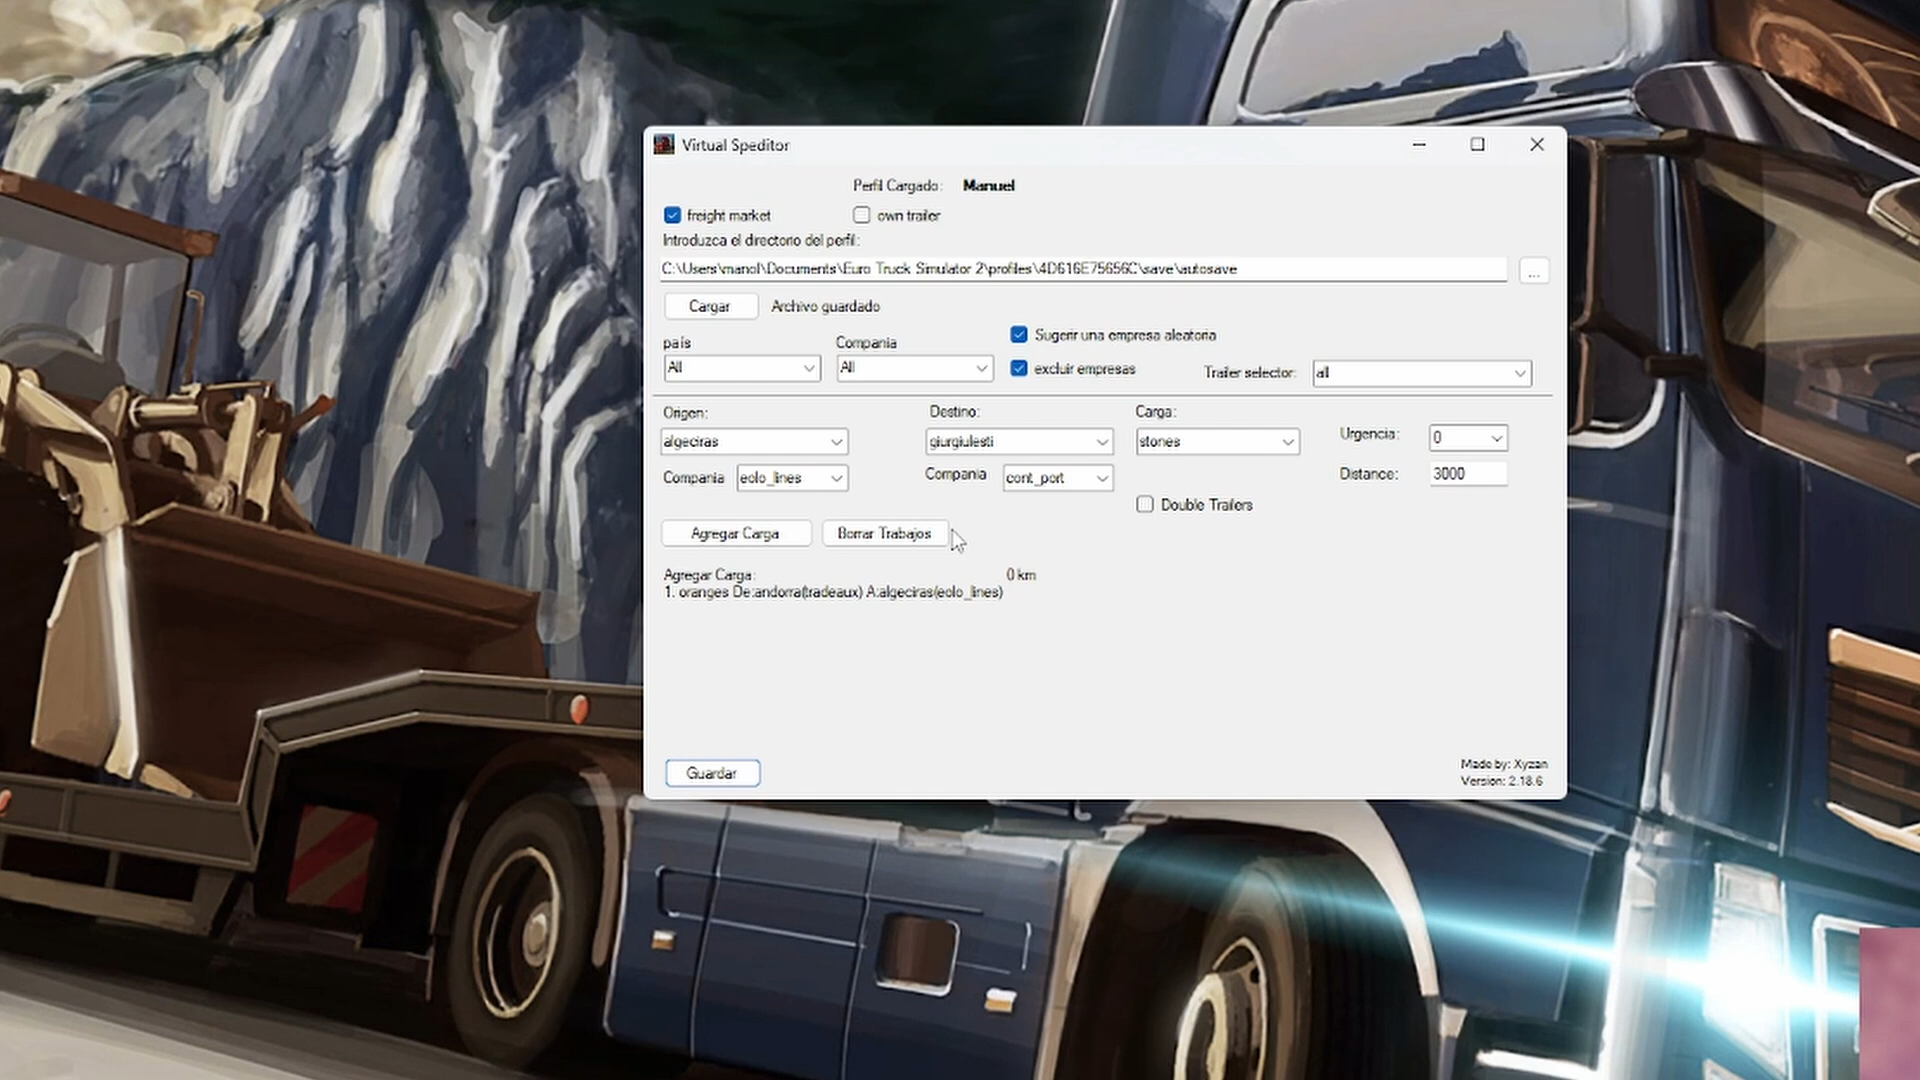 Virtual Speditor
Perfil Cargado: Manuel
freight market
own trailer
Introduzca el directorio del perfil:
C:\Users\manol\Documents\Euro Truck Simulator 2\profiles\4D616E75656C\save\autosave
...
Cargar
Archivo guardado
país
Compania
Sugerir una empresa aleatoria
All
All
excluir empresas
Trailer selector:
all
Origen:
Destino:
Carga:
algeciras
giurgiulesti
stones
Urgencia:
0
Compania
eolo_lines
Compania
cont_port
Distance:
3000
Double Trailers
Agregar Carga
Borrar Trabajos
Agregar Carga:
0 km
1. oranges De:andorra(tradeaux) A:algeciras(eolo_lines)
Guardar
Made by: Xyzan
Version: 2.18.6